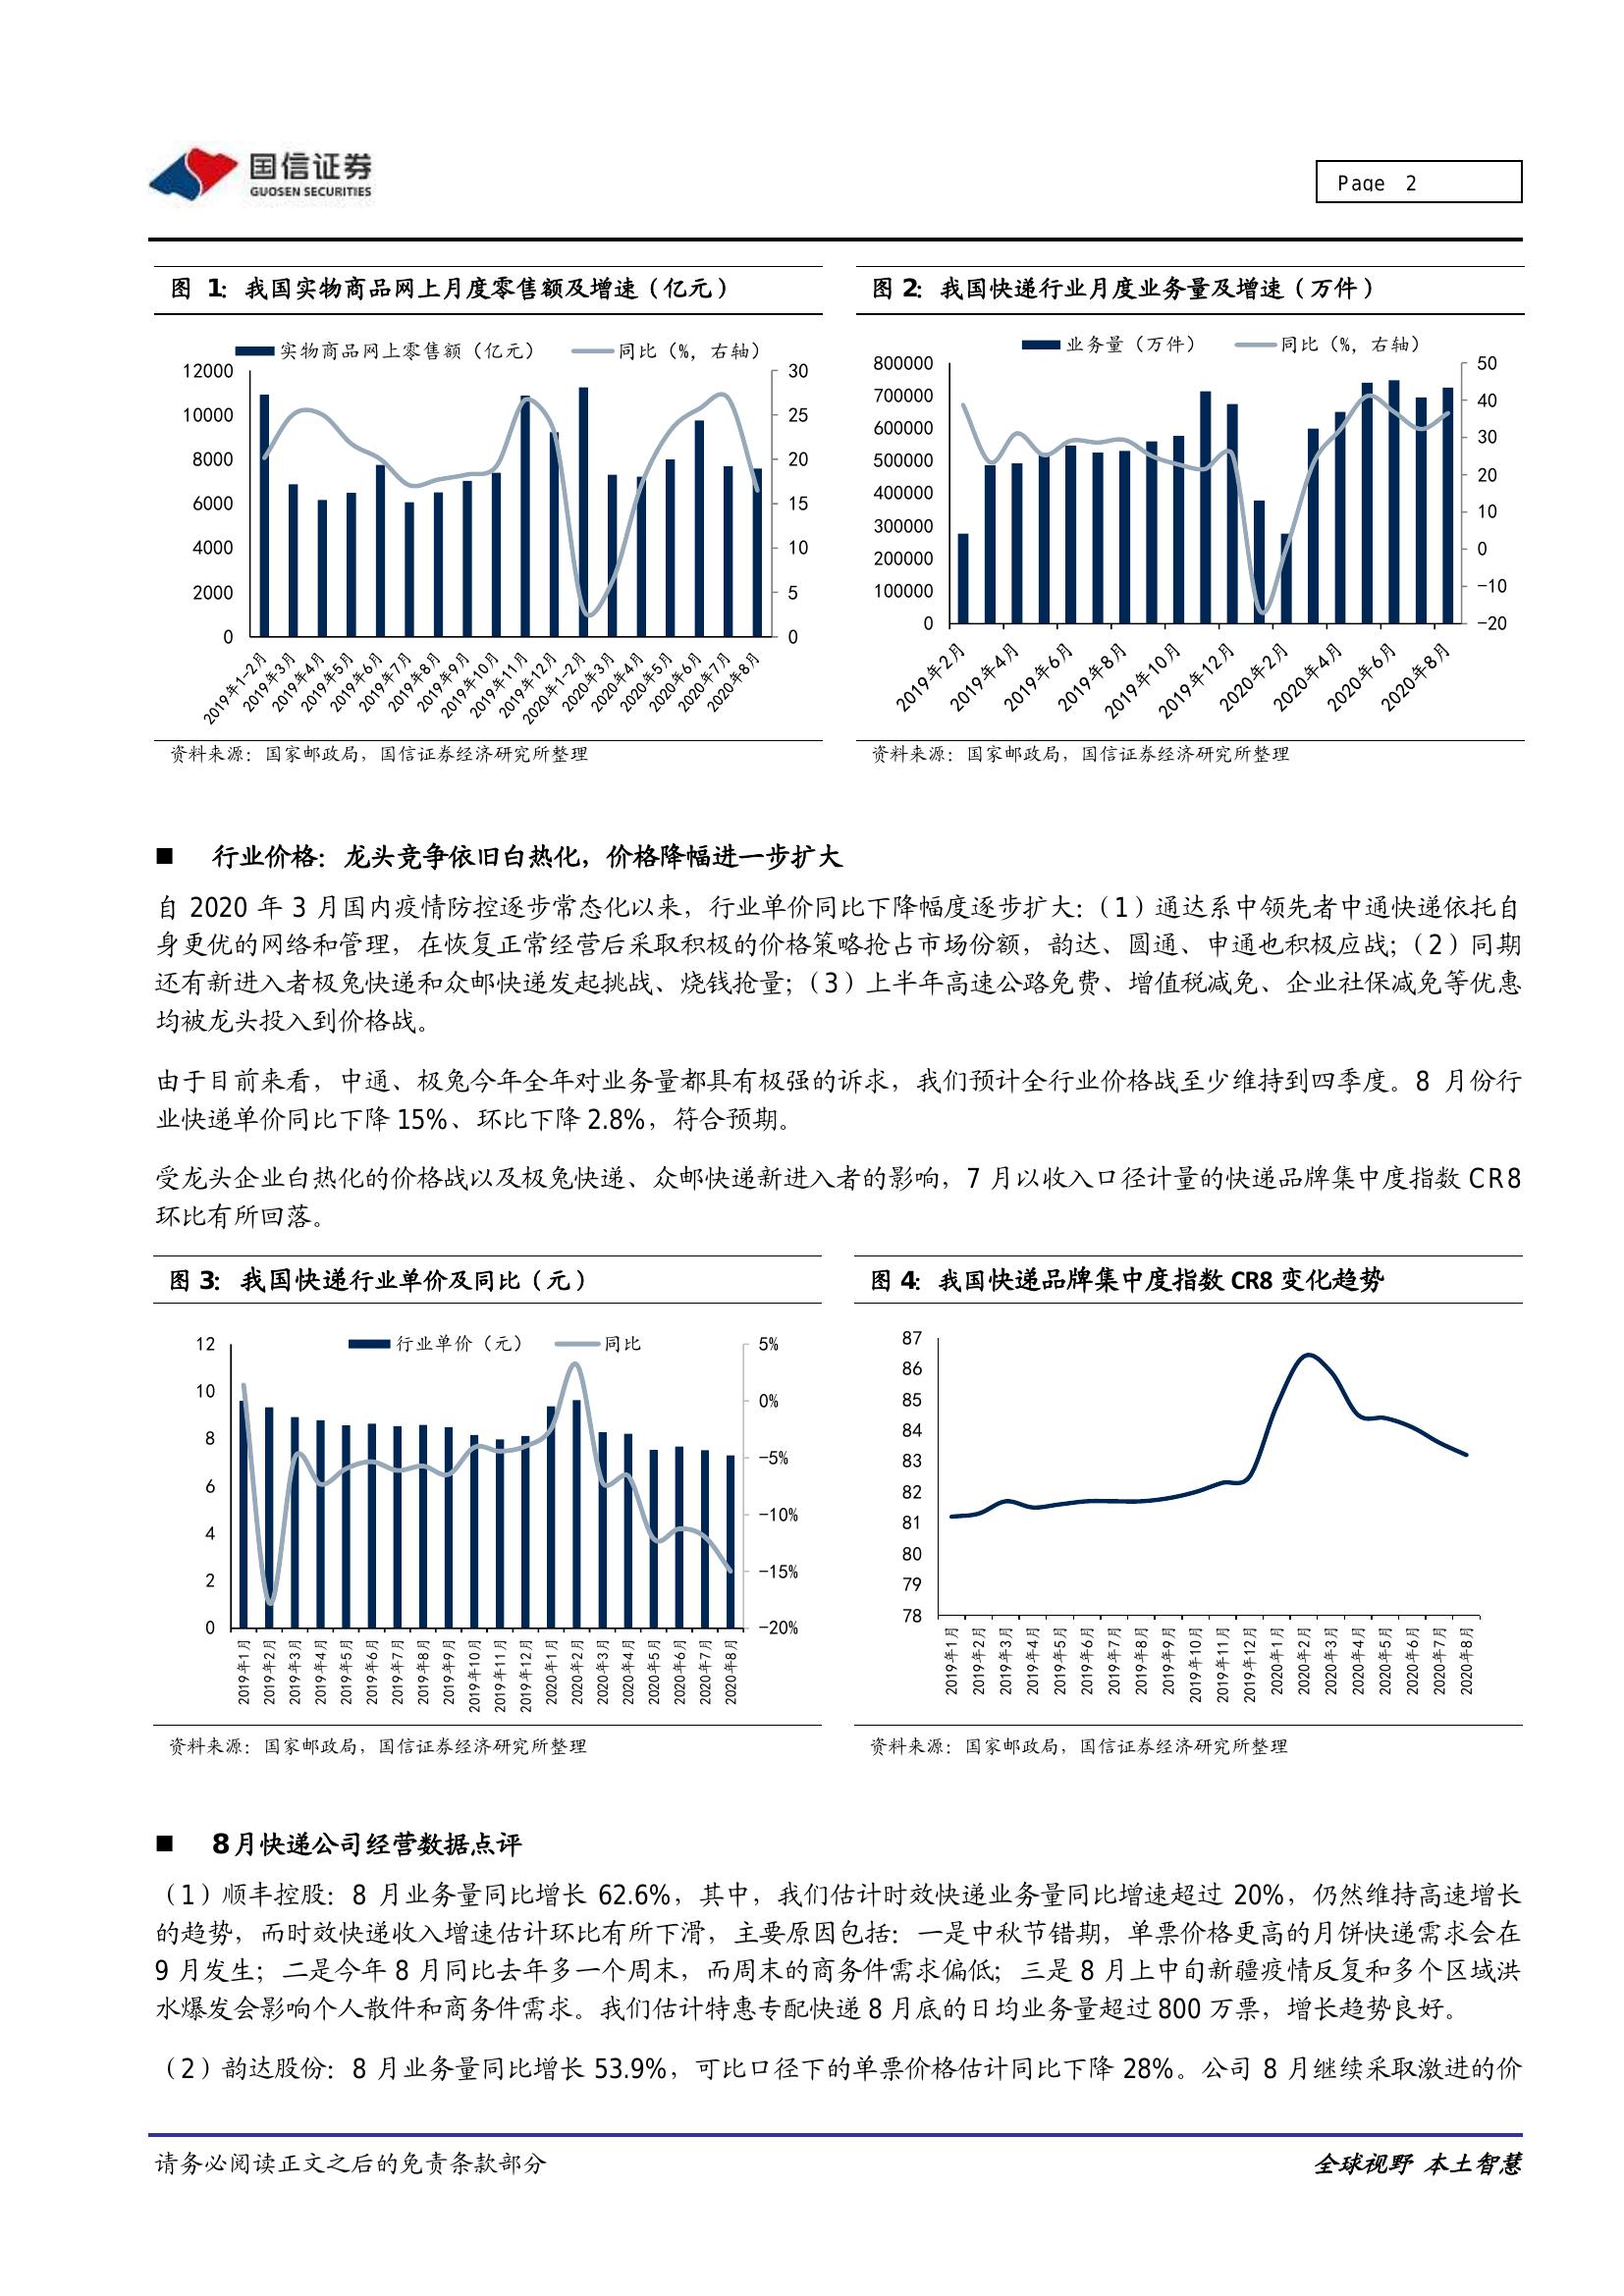 国信证券
GUOSEN SECURITIES
Page 2
图 1：我国实物商品网上月度零售额及增速（亿元）
实物商品网上零售额（亿元） 同比（%，右轴）
12000
10000
8000
6000
4000
2000
0
30
25
20
15
10
5
0
2019年1-2月
2019年3月
2019年4月
2019年5月
2019年6月
2019年7月
2019年8月
2019年9月
2019年10月
2019年11月
2019年12月
2020年1-2月
2020年3月
2020年4月
2020年5月
2020年6月
2020年7月
2020年8月
资料来源：国家邮政局，国信证券经济研究所整理
图 2：我国快递行业月度业务量及增速（万件）
业务量（万件） 同比（%，右轴）
800000
700000
600000
500000
400000
300000
200000
100000
0
50
40
30
20
10
0
-10
-20
2019年2月
2019年4月
2019年6月
2019年8月
2019年10月
2019年12月
2020年2月
2020年4月
2020年6月
2020年8月
资料来源：国家邮政局，国信证券经济研究所整理
■ 行业价格：龙头竞争依旧白热化，价格降幅进一步扩大
自 2020 年 3 月国内疫情防控逐步常态化以来，行业单价同比下降幅度逐步扩大：（1）通达系中领先者中通快递依托自
身更优的网络和管理，在恢复正常经营后采取积极的价格策略抢占市场份额，韵达、圆通、申通也积极应战；（2）同期
还有新进入者极兔快递和众邮快递发起挑战、烧钱抢量；（3）上半年高速公路免费、增值税减免、企业社保减免等优惠
均被龙头投入到价格战。
由于目前来看，中通、极兔今年全年对业务量都具有极强的诉求，我们预计全行业价格战至少维持到四季度。8 月份行
业快递单价同比下降 15%、环比下降 2.8%，符合预期。
受龙头企业白热化的价格战以及极兔快递、众邮快递新进入者的影响，7 月以收入口径计量的快递品牌集中度指数 CR8
环比有所回落。
图 3：我国快递行业单价及同比（元）
行业单价（元） 同比
12
10
8
6
4
2
0
5%
0%
-5%
-10%
-15%
-20%
2019年1月
2019年2月
2019年3月
2019年4月
2019年5月
2019年6月
2019年7月
2019年8月
2019年9月
2019年10月
2019年11月
2019年12月
2020年1月
2020年2月
2020年3月
2020年4月
2020年5月
2020年6月
2020年7月
2020年8月
资料来源：国家邮政局，国信证券经济研究所整理
图 4：我国快递品牌集中度指数 CR8 变化趋势
87
86
85
84
83
82
81
80
79
78
2019年1月
2019年2月
2019年3月
2019年4月
2019年5月
2019年6月
2019年7月
2019年8月
2019年9月
2019年10月
2019年11月
2019年12月
2020年1月
2020年2月
2020年3月
2020年4月
2020年5月
2020年6月
2020年7月
2020年8月
资料来源：国家邮政局，国信证券经济研究所整理
■ 8月快递公司经营数据点评
（1）顺丰控股：8 月业务量同比增长 62.6%，其中，我们估计时效快递业务量同比增速超过 20%，仍然维持高速增长
的趋势，而时效快递收入增速估计环比有所下滑，主要原因包括：一是中秋节错期，单票价格更高的月饼快递需求会在
9 月发生；二是今年 8 月同比去年多一个周末，而周末的商务件需求偏低；三是 8 月上中旬新疆疫情反复和多个区域洪
水爆发会影响个人散件和商务件需求。我们估计特惠专配快递 8 月底的日均业务量超过 800 万票，增长趋势良好。
（2）韵达股份：8 月业务量同比增长 53.9%，可比口径下的单票价格估计同比下降 28%。公司 8 月继续采取激进的价
请务必阅读正文之后的免责条款部分
全球视野 本土智慧